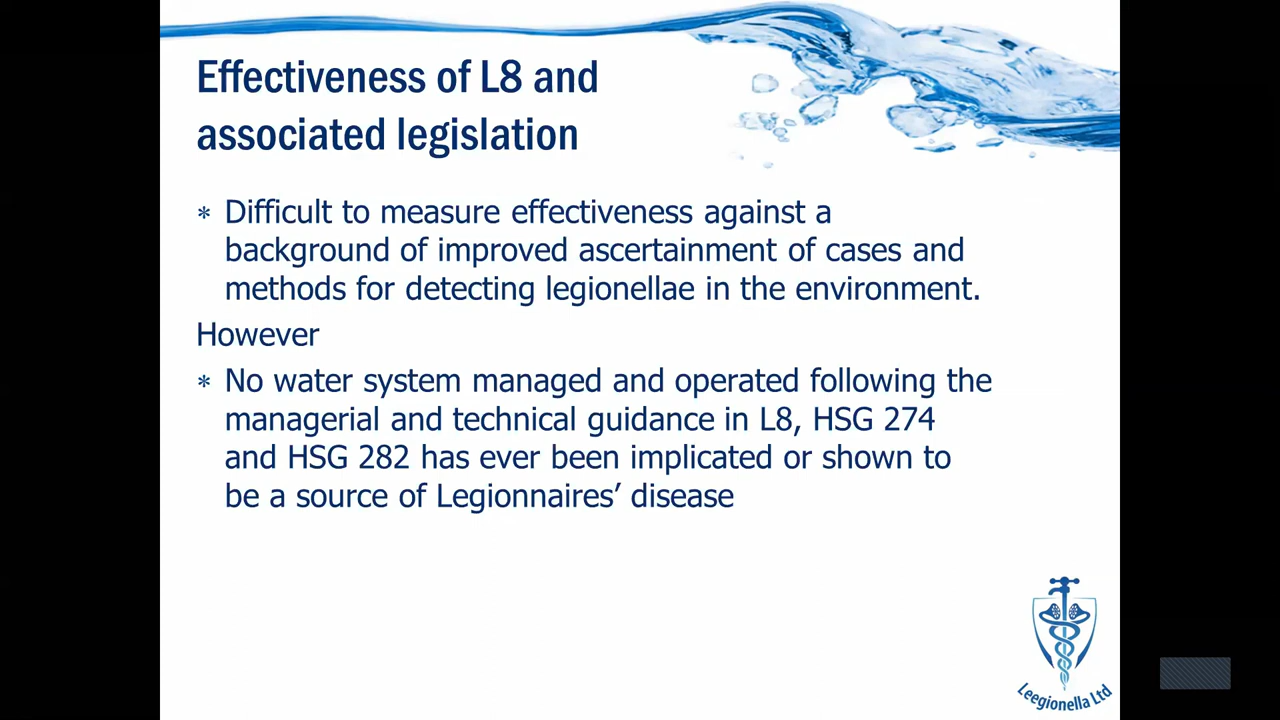 Effectiveness of L8 and
associated legislation
* Difficult to measure effectiveness against a
background of improved ascertainment of cases and
methods for detecting legionellae in the environment.
However
* No water system managed and operated following the
managerial and technical guidance in L8, HSG 274
and HSG 282 has ever been implicated or shown to
be a source of Legionnaires’ disease
Leegionella Ltd